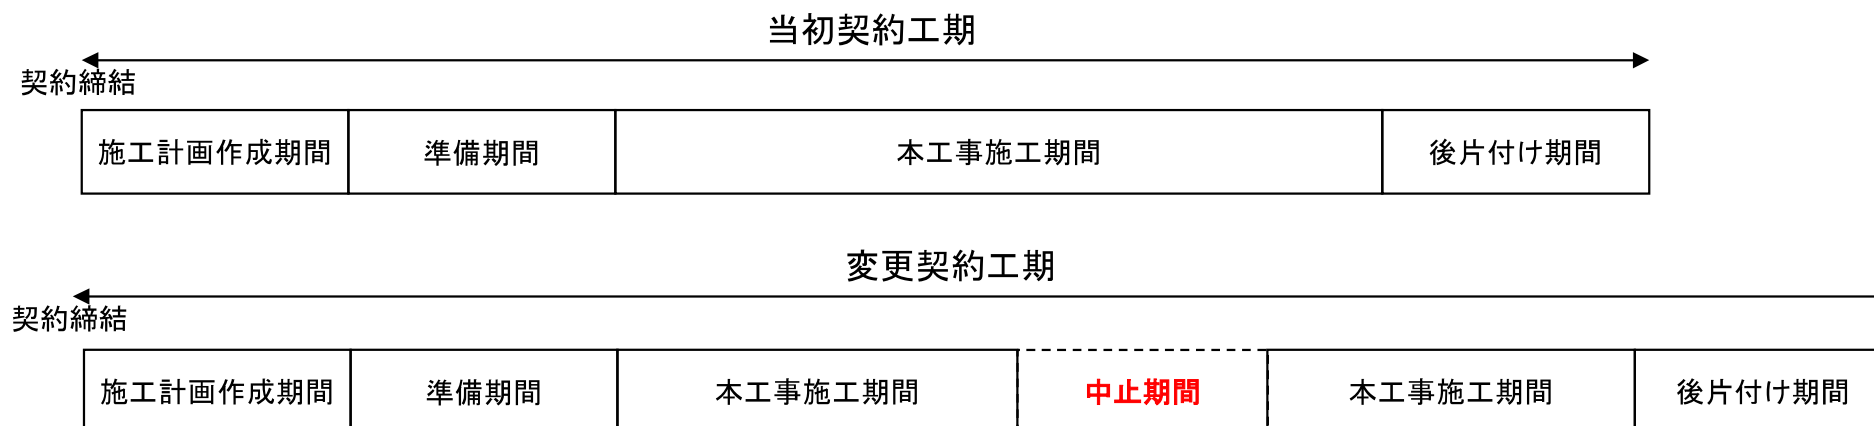 当初契約工期
契約締結
施工計画作成期間 準備期間 本工事施工期間 後片付け期間
変更契約工期
契約締結
施工計画作成期間 準備期間 本工事施工期間 中止期間 本工事施工期間 後片付け期間